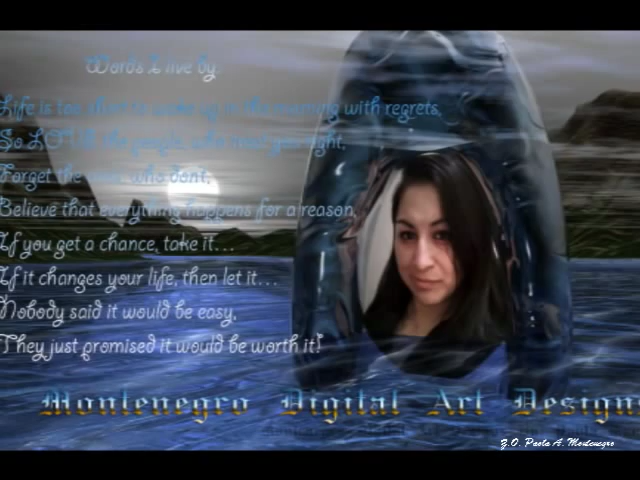 Words I live by:
Life is too short to wake up in the morning with regrets,
So LOVE the people who treat you right,
Forget the ones who dont,
Believe that everything happens for a reason,
If you get a chance, take it...
If it changes your life, then let it...
Nobody said it would be easy,
They just promised it would be worth it!
Montenegro Digital Art Designs
Z.O. Paola A. Montenegro